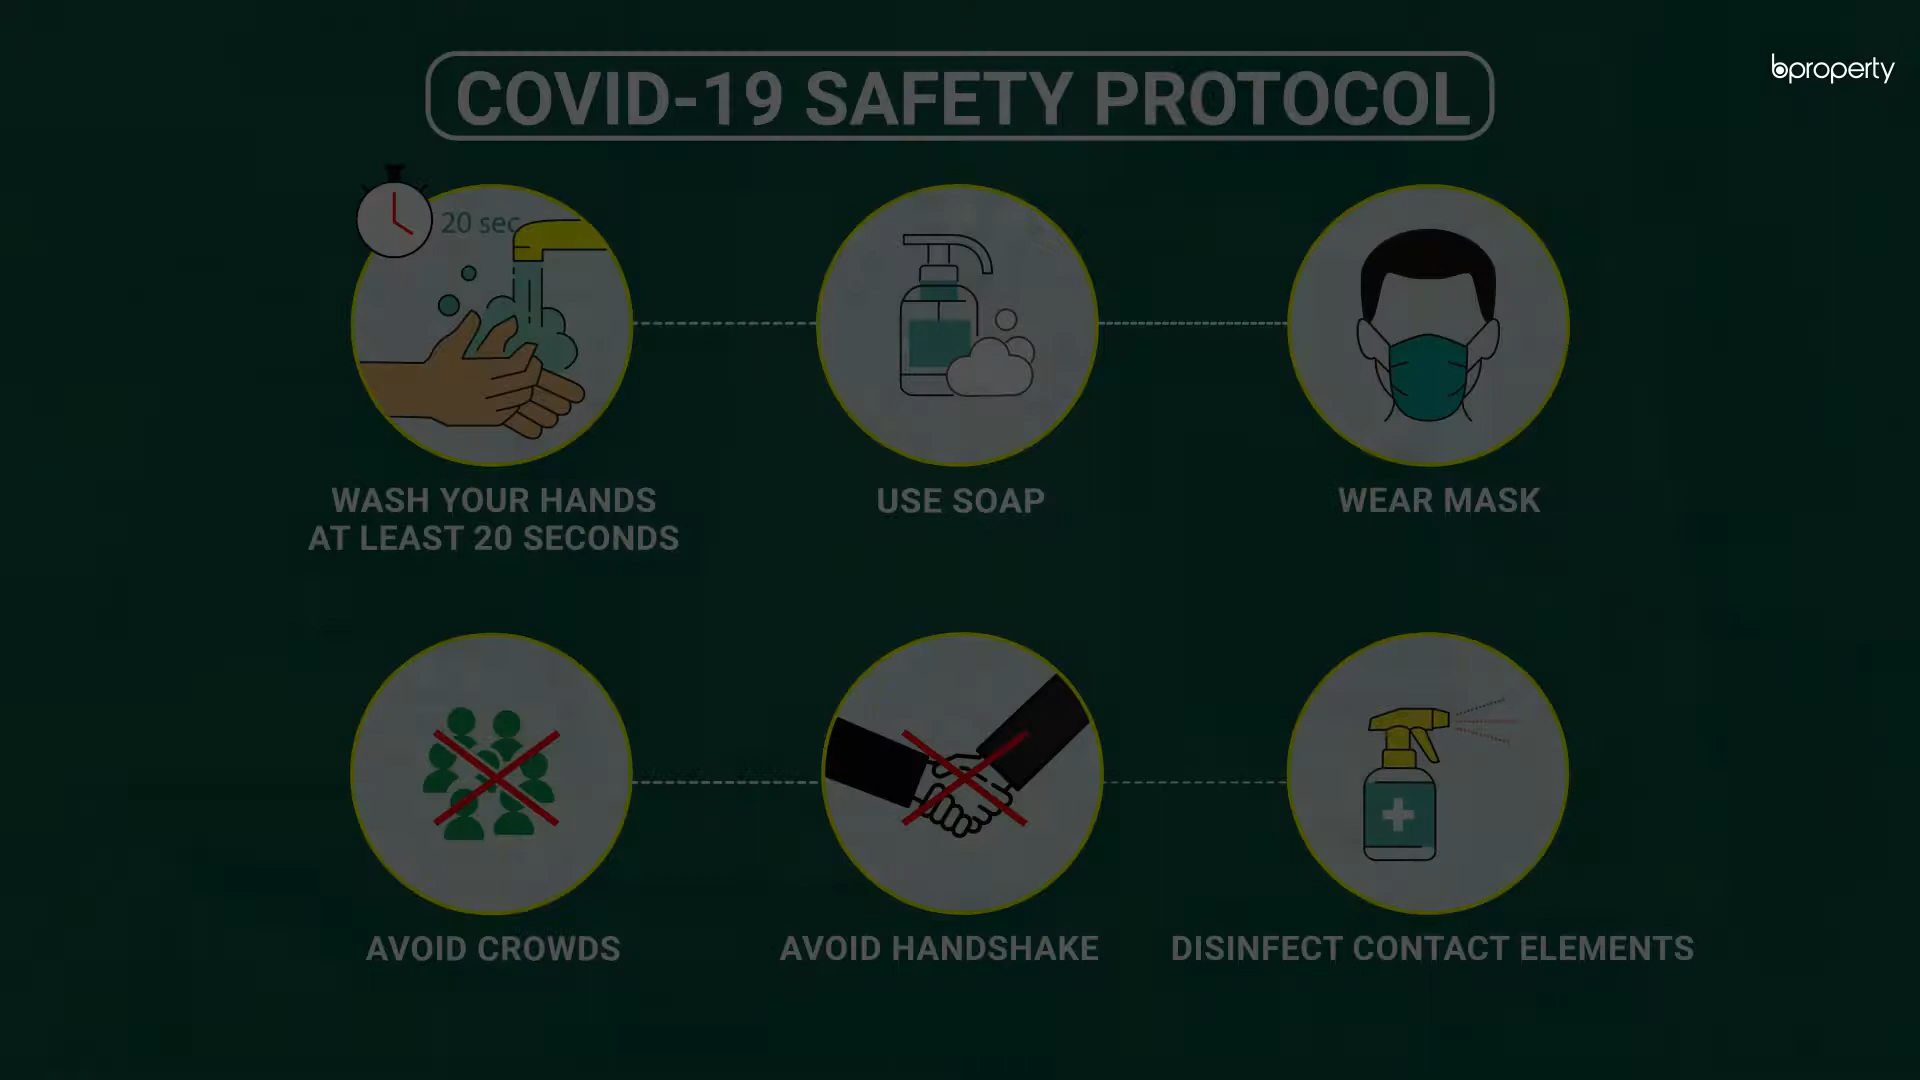 COVID-19 SAFETY PROTOCOL
bproperty
20 sec
WASH YOUR HANDS
AT LEAST 20 SECONDS
USE SOAP
WEAR MASK
AVOID CROWDS
AVOID HANDSHAKE
DISINFECT CONTACT ELEMENTS